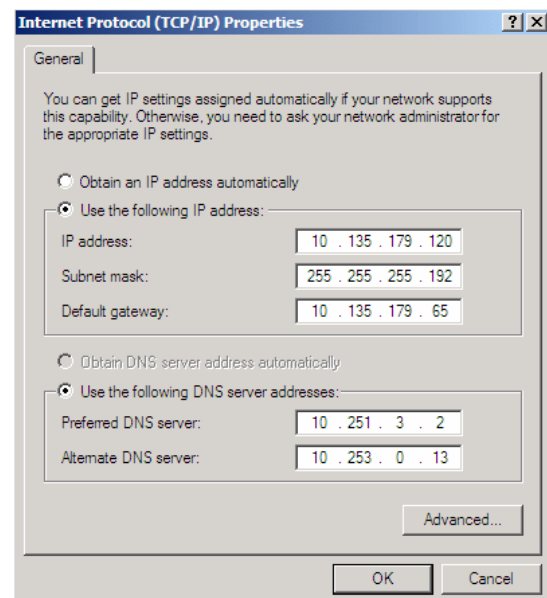 Internet Protocol (TCP/IP) Properties
General
You can get IP settings assigned automatically if your network supports
this capability. Otherwise, you need to ask your network administrator for
the appropriate IP settings.
Obtain an IP address automatically
Use the following IP address:
IP address: 10 . 135 . 179 . 120
Subnet mask: 255 . 255 . 255 . 192
Default gateway: 10 . 135 . 179 . 65
Obtain DNS server address automatically
Use the following DNS server addresses:
Preferred DNS server: 10 . 251 . 3 . 2
Alternate DNS server: 10 . 253 . 0 . 13
Advanced...
OK Cancel